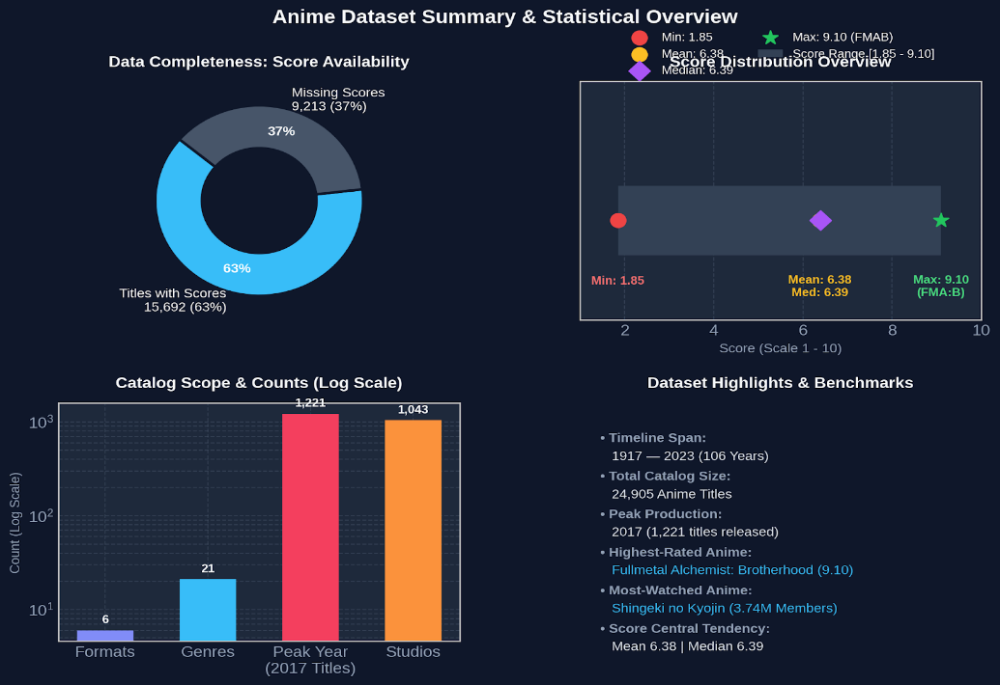 Anime Dataset Summary & Statistical Overview
Data Completeness: Score Availability
Missing Scores
9,213 (37%)
37%
63%
Titles with Scores
15,692 (63%)
Min: 1.85
Mean: 6.38
Median: 6.39
Max: 9.10 (FMAB)
Score Range [1.85 - 9.10]
Score Distribution Overview
Min: 1.85
Mean: 6.38
Med: 6.39
Max: 9.10
(FMA:B)
2 4 6 8 10
Score (Scale 1 - 10)
Catalog Scope & Counts (Log Scale)
Count (Log Scale)
10³
10²
10¹
6
21
1,221
1,043
Formats
Genres
Peak Year
(2017 Titles)
Studios
Dataset Highlights & Benchmarks
• Timeline Span:
1917 — 2023 (106 Years)
• Total Catalog Size:
24,905 Anime Titles
• Peak Production:
2017 (1,221 titles released)
• Highest-Rated Anime:
Fullmetal Alchemist: Brotherhood (9.10)
• Most-Watched Anime:
Shingeki no Kyojin (3.74M Members)
• Score Central Tendency:
Mean 6.38 | Median 6.39